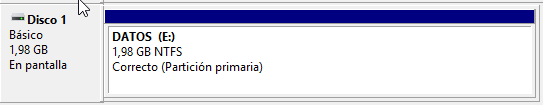 Disco 1
Básico
1,98 GB
En pantalla
DATOS (E:)
1,98 GB NTFS
Correcto (Partición primaria)